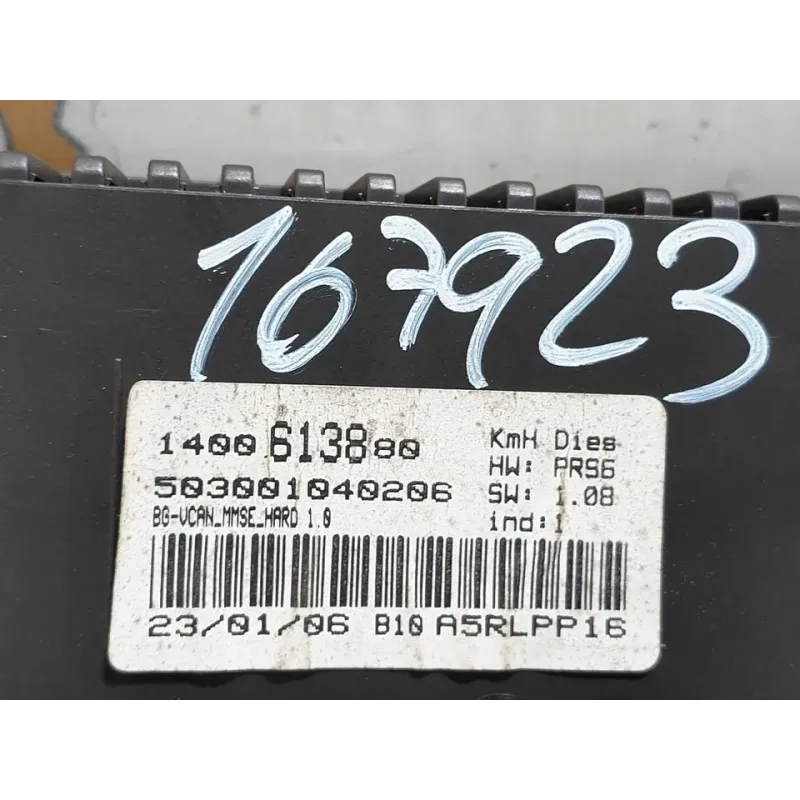 167923
1400 6138 80
503001040206
BG-VCAN_MMSE_HARD 1.0
KmH Dies
HW: PRS6
SW: 1.08
ind: 1
23/01/06 B10 A5RLPP16